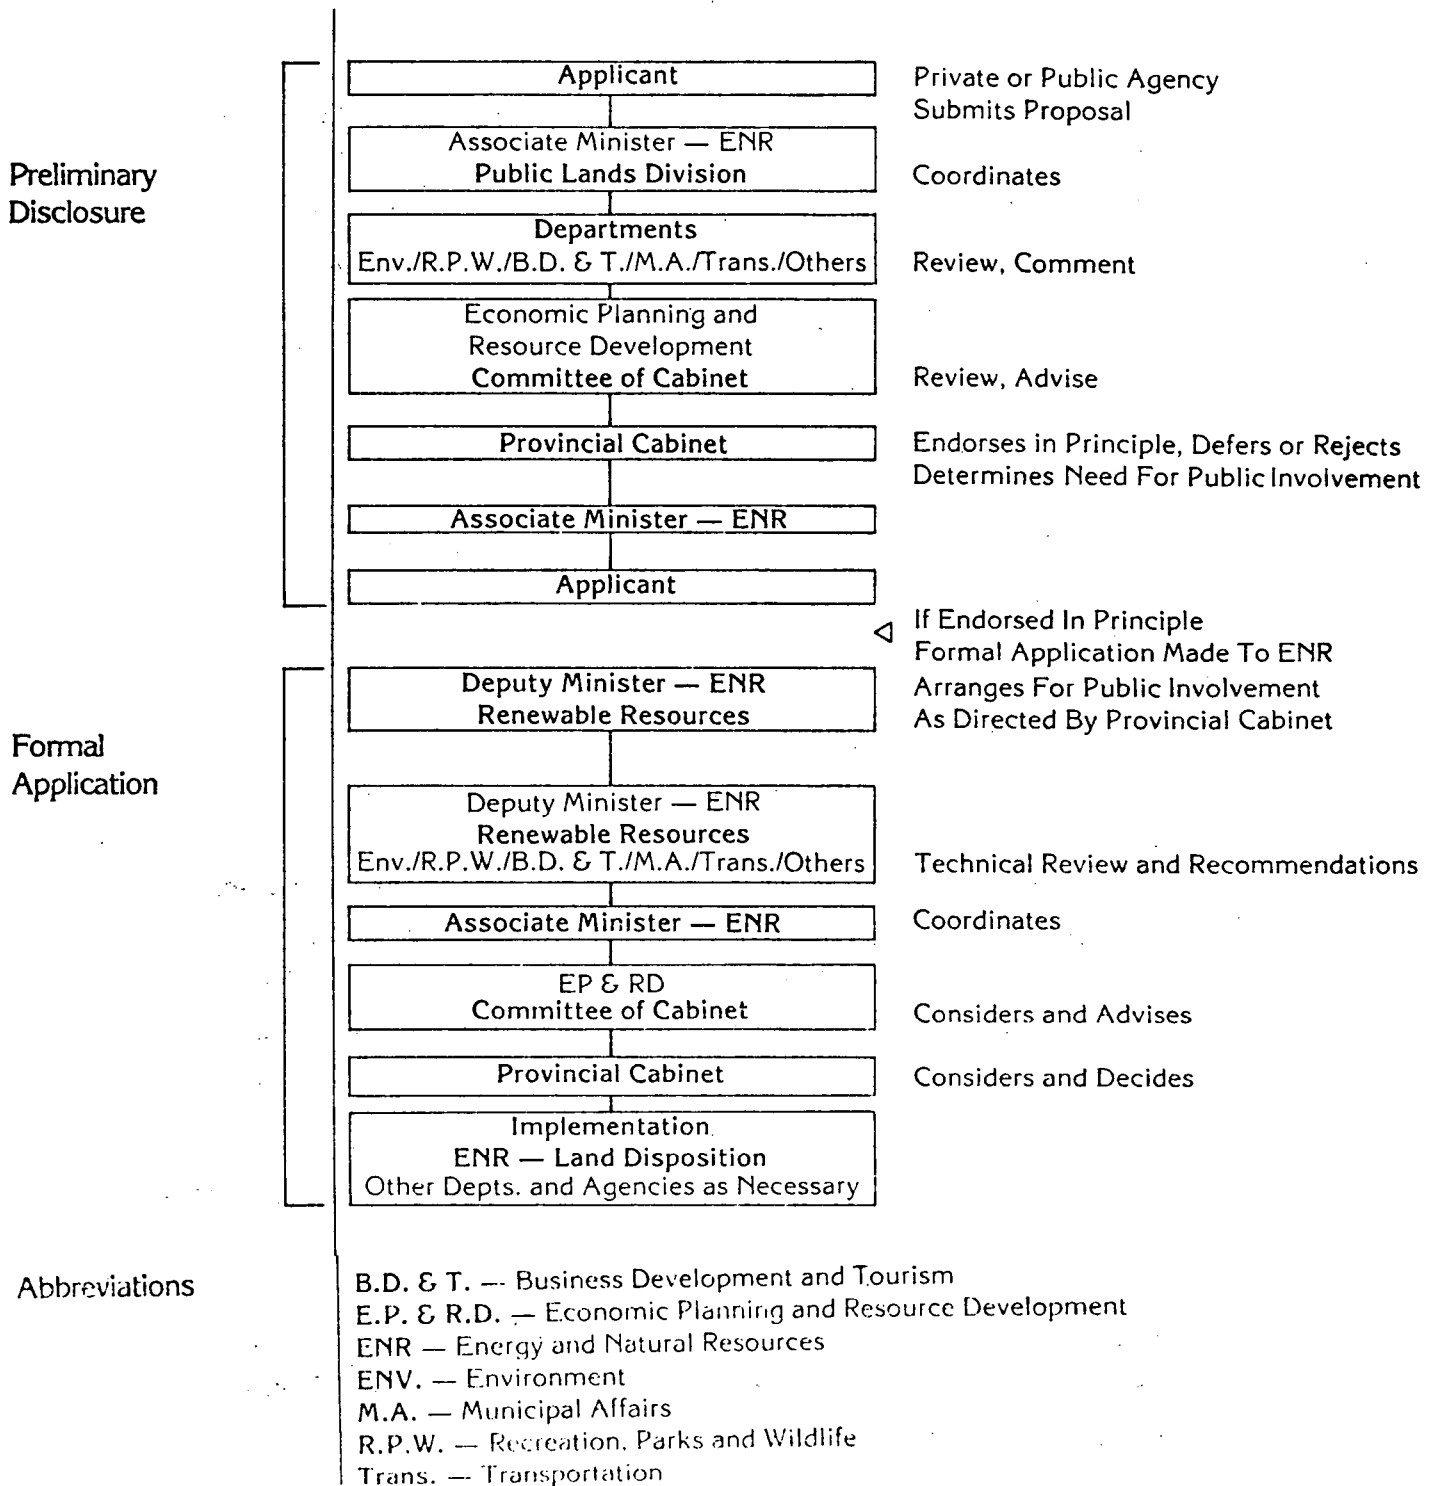 Preliminary
Disclosure
Applicant
Private or Public Agency
Submits Proposal
Associate Minister — ENR
Public Lands Division
Coordinates
Departments
Env./R.P.W./B.D. & T./M.A./Trans./Others
Review, Comment
Economic Planning and
Resource Development
Committee of Cabinet
Review, Advise
Provincial Cabinet
Endorses in Principle, Defers or Rejects
Determines Need For Public Involvement
Associate Minister — ENR
Applicant
If Endorsed In Principle
Formal Application Made To ENR
Formal
Application
Deputy Minister — ENR
Renewable Resources
Arranges For Public Involvement
As Directed By Provincial Cabinet
Deputy Minister — ENR
Renewable Resources
Env./R.P.W./B.D. & T./M.A./Trans./Others
Technical Review and Recommendations
Associate Minister — ENR
Coordinates
EP & RD
Committee of Cabinet
Considers and Advises
Provincial Cabinet
Considers and Decides
Implementation
ENR — Land Disposition
Other Depts. and Agencies as Necessary
Abbreviations
B.D. & T. — Business Development and Tourism
E.P. & R.D. — Economic Planning and Resource Development
ENR — Energy and Natural Resources
ENV. — Environment
M.A. — Municipal Affairs
R.P.W. — Recreation, Parks and Wildlife
Trans. — Transportation